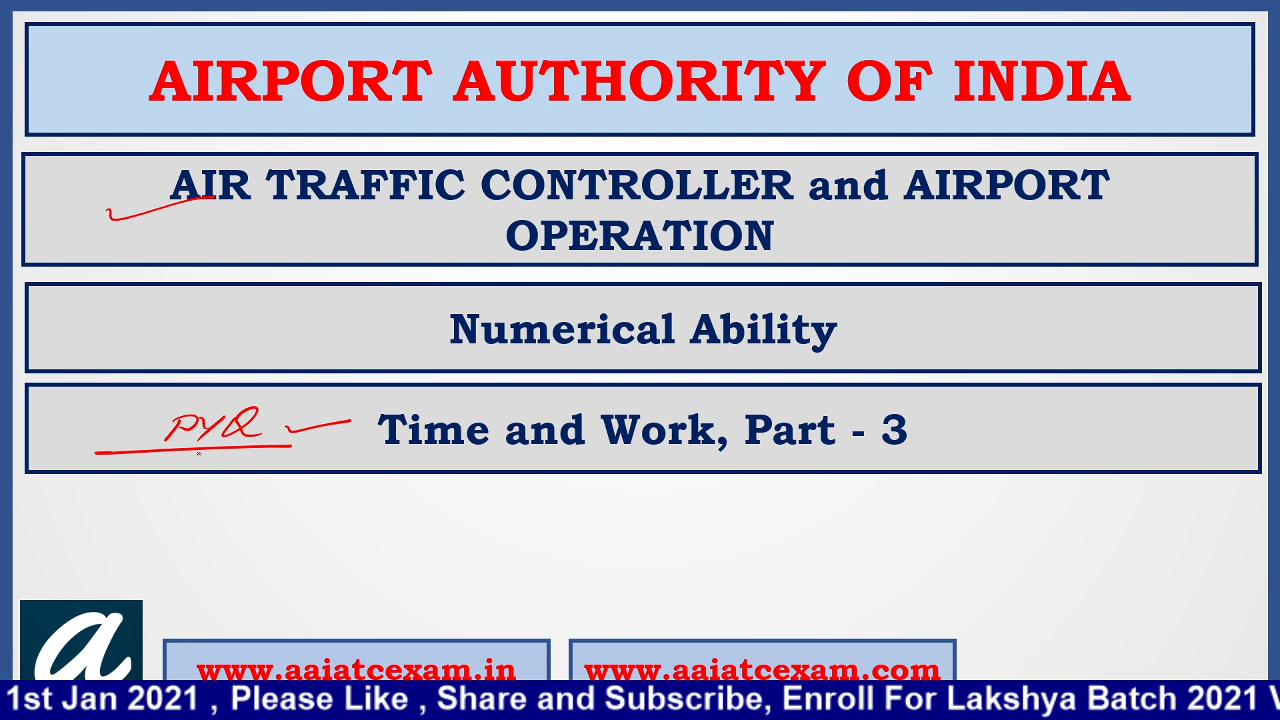 AIRPORT AUTHORITY OF INDIA
AIR TRAFFIC CONTROLLER and AIRPORT
OPERATION
Numerical Ability
PYQ
Time and Work, Part - 3
a
www.aaiatcexam.in
www.aaiatcexam.com
1st Jan 2021 , Please Like , Share and Subscribe, Enroll For Lakshya Batch 2021 V